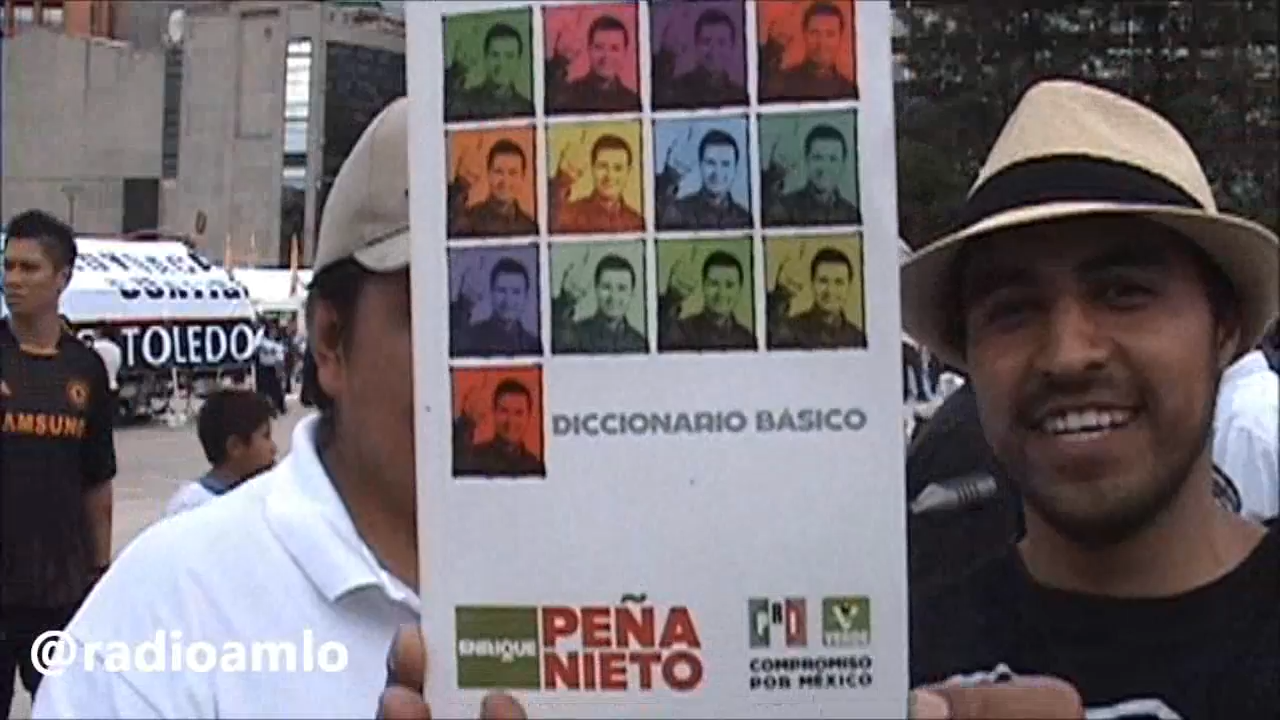 TOLEDO
SAMSUNG
DICCIONARIO BÁSICO
ENRIQUE
PEÑA
NIETO
PRI
VERDE
COMPROMISO
POR MÉXICO
@radioamlo